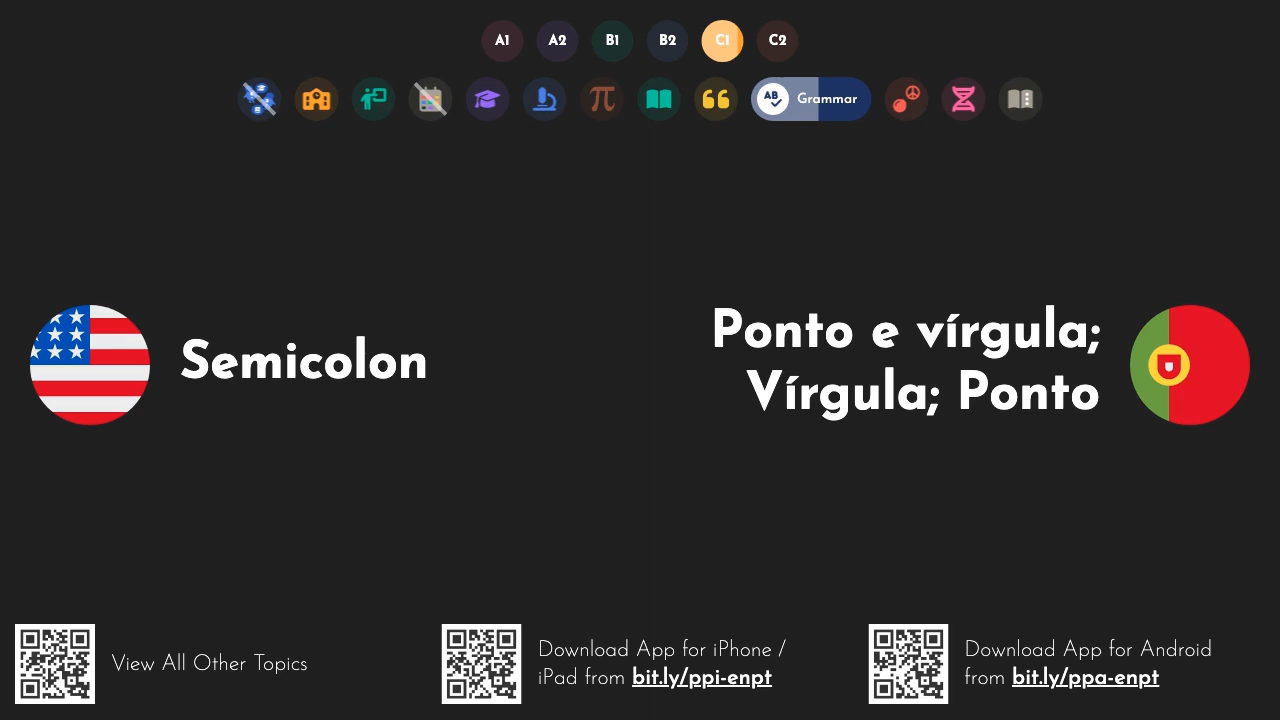 A1 A2 B1 B2 C1 C2
AB Grammar
Semicolon
Ponto e vírgula;
Vírgula; Ponto
View All Other Topics
Download App for iPhone /
iPad from bit.ly/ppi-enpt
Download App for Android
from bit.ly/ppa-enpt